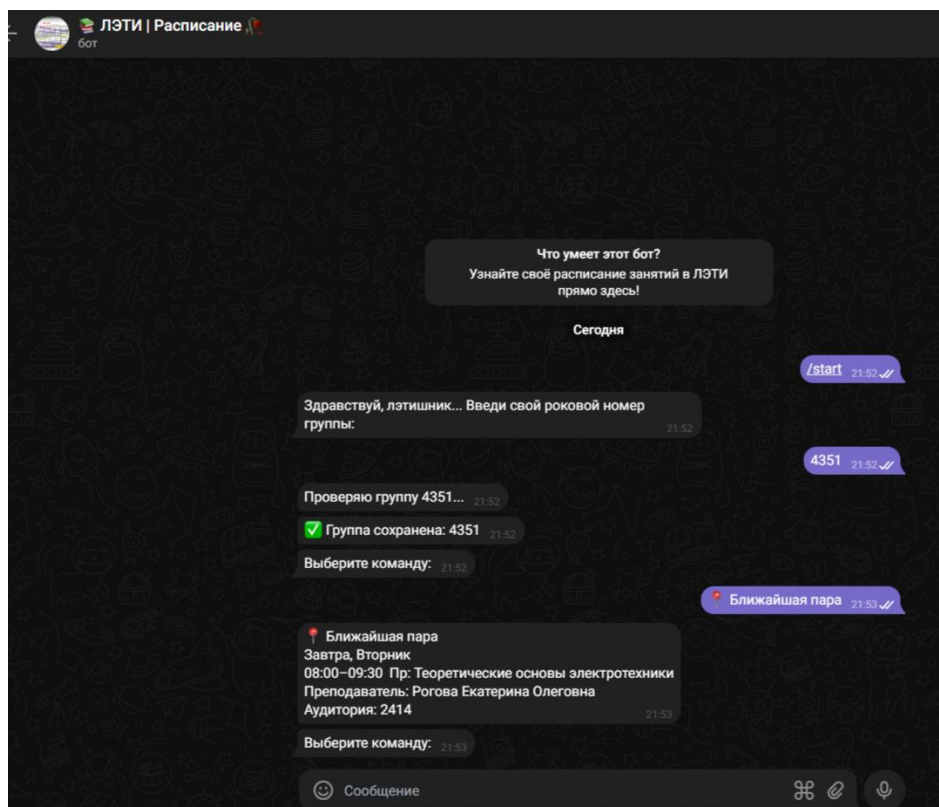 📚 ЛЭТИ | Расписание 🥀
бот
Что умеет этот бот?
Узнайте своё расписание занятий в ЛЭТИ
прямо здесь!
Сегодня
/start 21:52
Здравствуй, лэтишник... Введи свой роковой номер
группы: 21:52
4351 21:52
Проверяю группу 4351... 21:52
✅ Группа сохранена: 4351 21:52
Выберите команду: 21:52
📍 Ближайшая пара 21:53
📍 Ближайшая пара
Завтра, Вторник
08:00–09:30 Пр: Теоретические основы электротехники
Преподаватель: Рогова Екатерина Олеговна
Аудитория: 2414 21:53
Выберите команду: 21:53
Сообщение